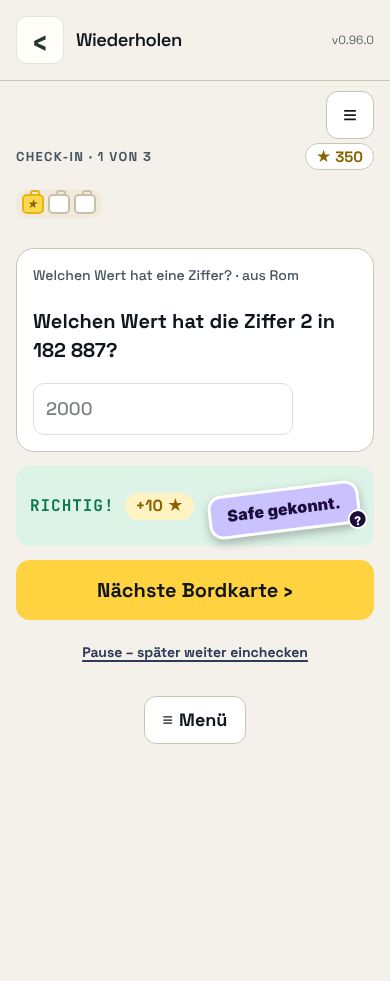 < Wiederholen v0.96.0
≡
CHECK-IN · 1 VON 3 ★ 350
★
Welchen Wert hat eine Ziffer? · aus Rom
Welchen Wert hat die Ziffer 2 in
182 887?
2000
RICHTIG! +10 ★ Safe gekonnt. ?
Nächste Bordkarte >
Pause – später weiter einchecken
≡ Menü